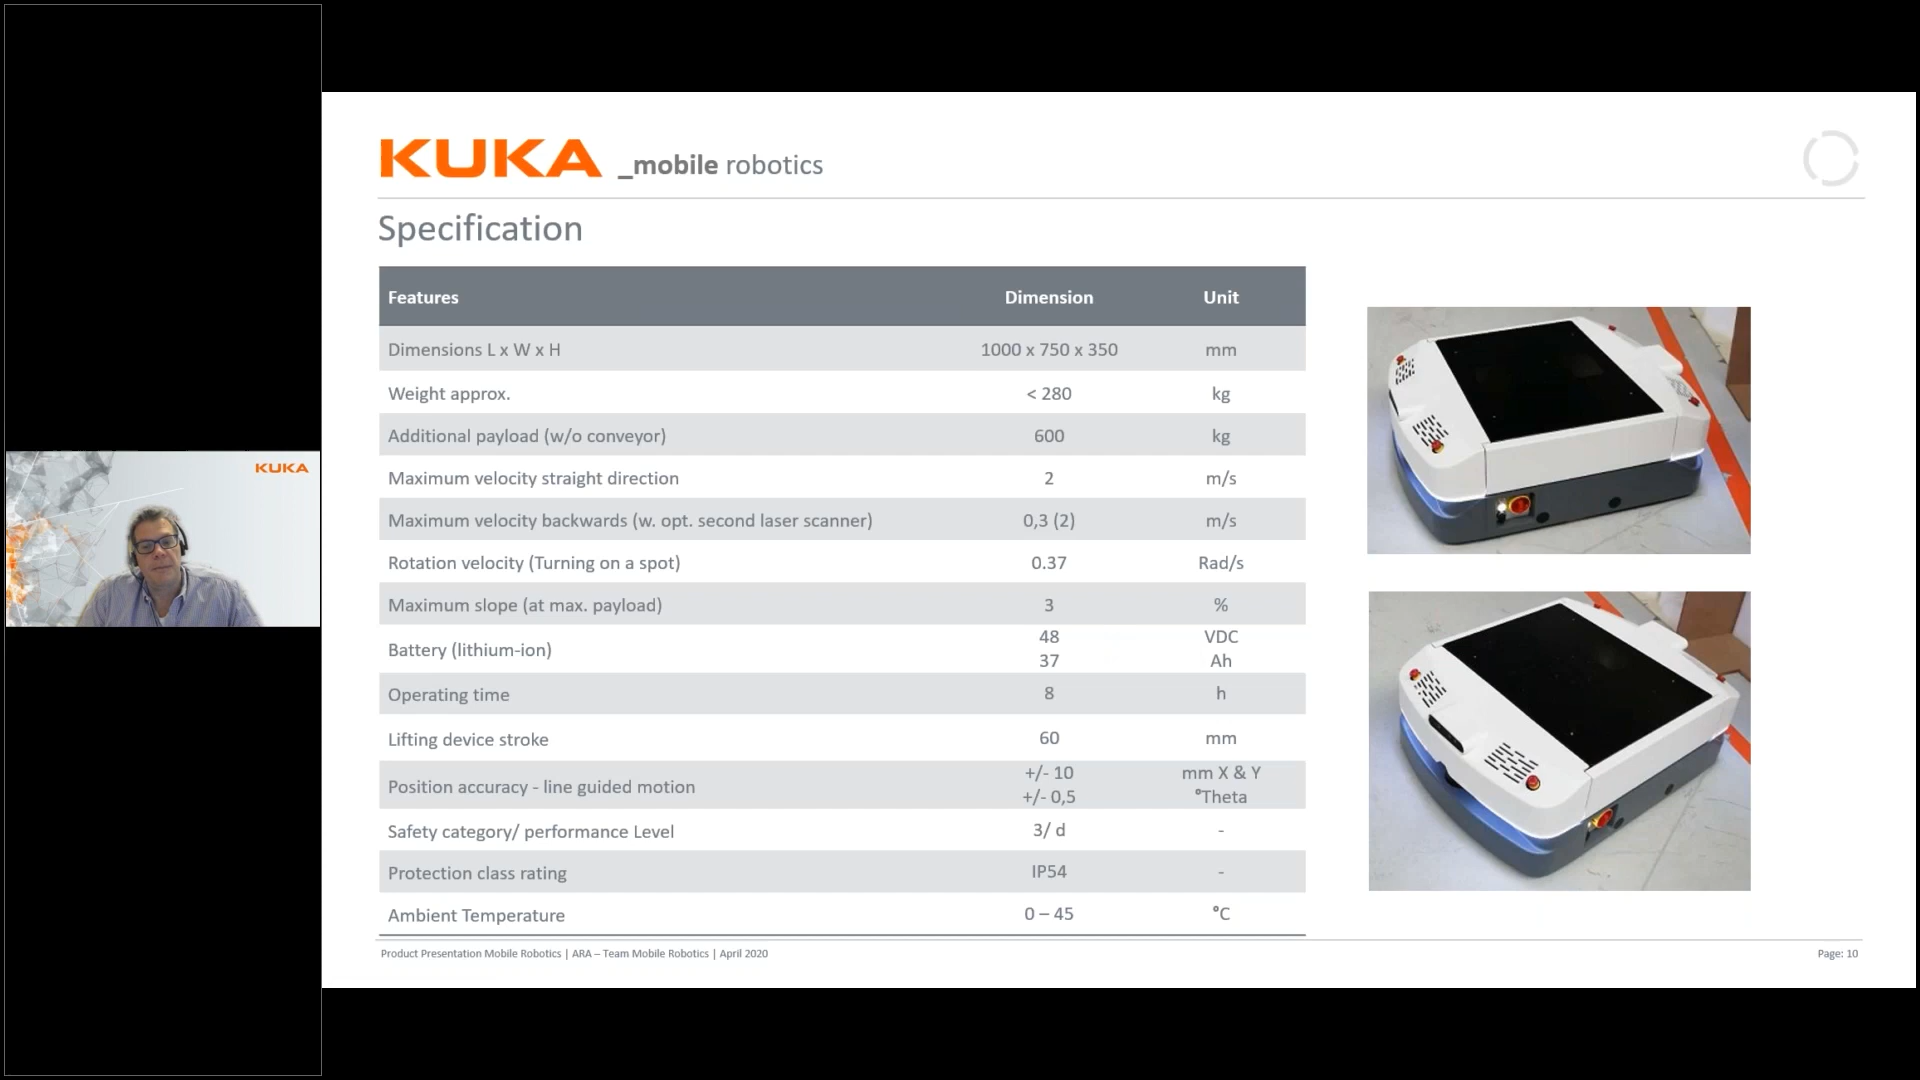 KUKA
KUKA _mobile robotics
Specification
Features Dimension Unit
Dimensions L x W x H 1000 x 750 x 350 mm
Weight approx. < 280 kg
Additional payload (w/o conveyor) 600 kg
Maximum velocity straight direction 2 m/s
Maximum velocity backwards (w. opt. second laser scanner) 0,3 (2) m/s
Rotation velocity (Turning on a spot) 0.37 Rad/s
Maximum slope (at max. payload) 3 %
Battery (lithium-ion) 48 VDC
37 Ah
Operating time 8 h
Lifting device stroke 60 mm
Position accuracy - line guided motion +/- 10 mm X & Y
+/- 0,5 °Theta
Safety category/ performance Level 3/ d -
Protection class rating IP54 -
Ambient Temperature 0 – 45 °C
Product Presentation Mobile Robotics | ARA – Team Mobile Robotics | April 2020 Page: 10